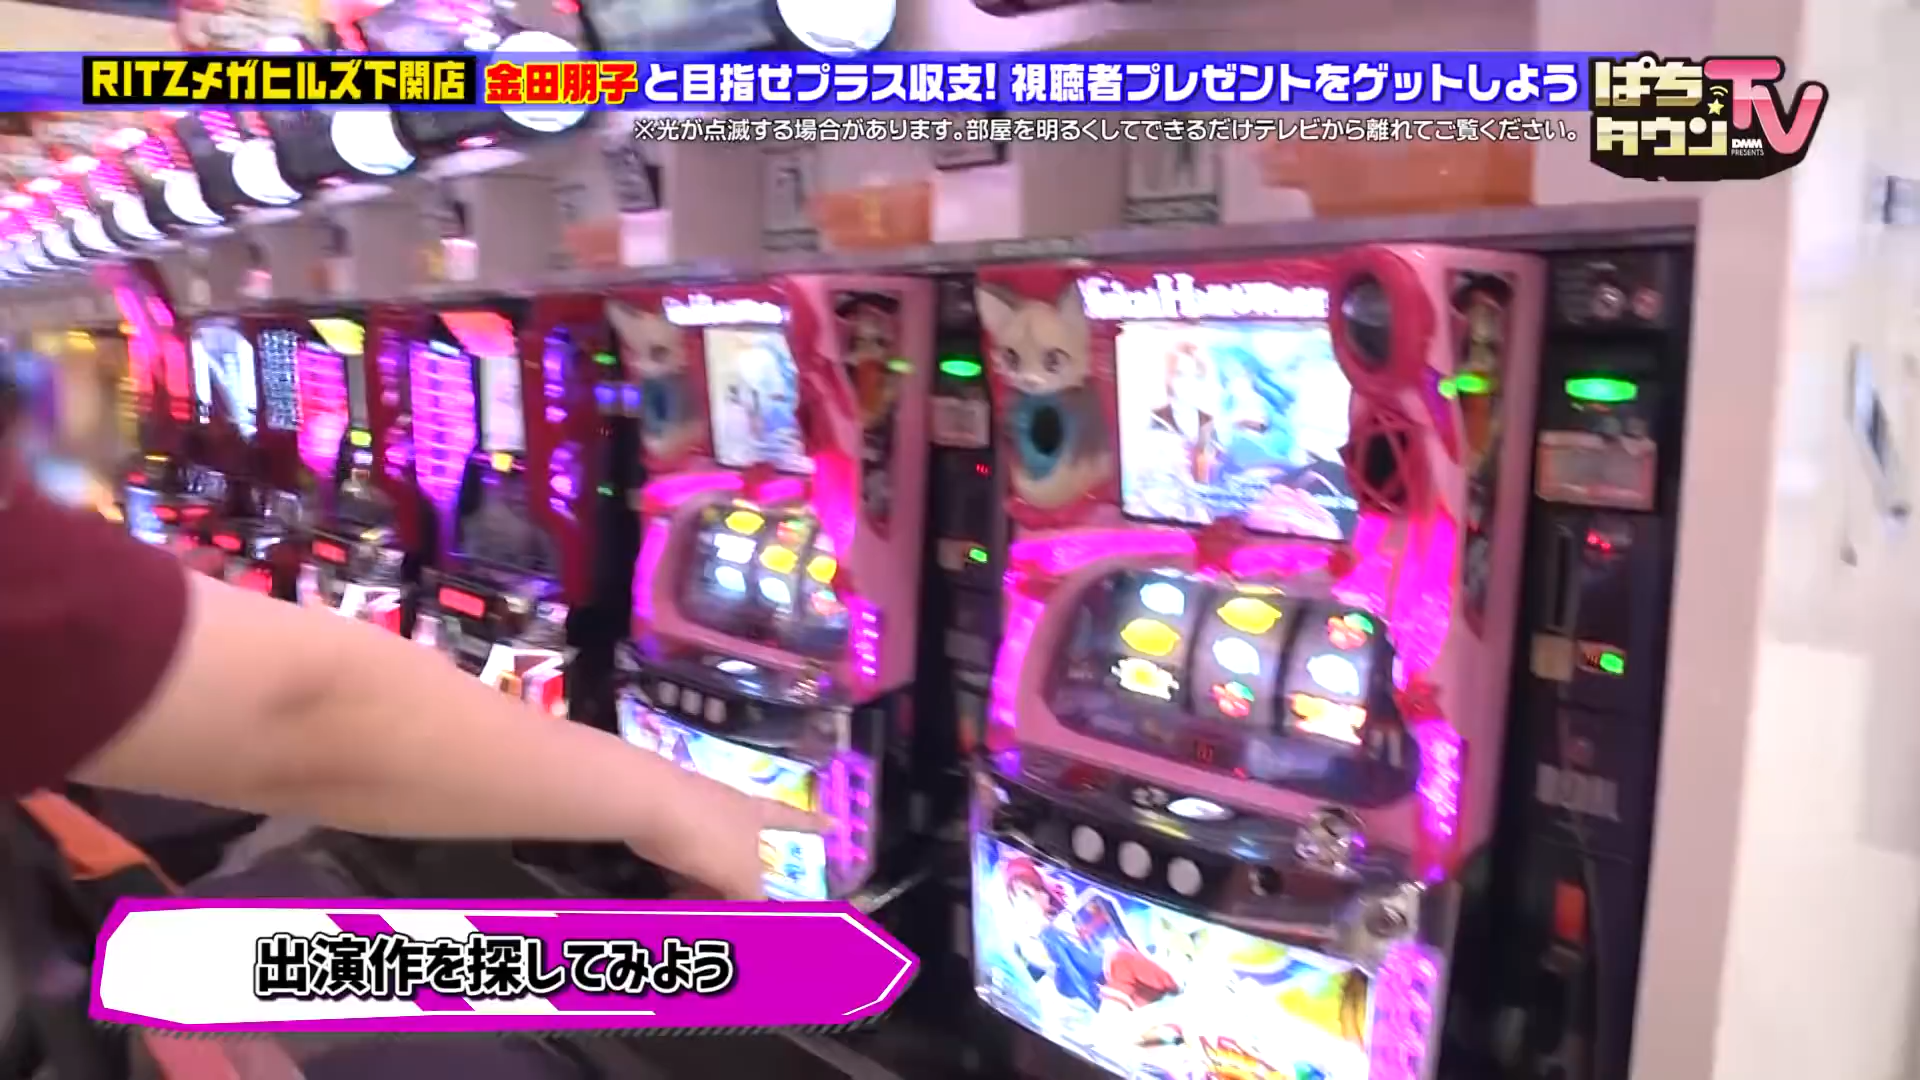 RITZメガヒルズ下関店 金田朋子と目指せプラス収支!視聴者プレゼントをゲットしよう
※光が点滅する場合があります。部屋を明るくしてできるだけテレビから離れてご覧ください。
ぱちタウンTV
DMM PRESENTS
出演作を探してみよう